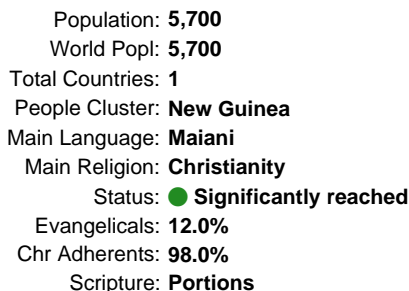 Population: 5,700
World Popl: 5,700
Total Countries: 1
People Cluster: New Guinea
Main Language: Maiani
Main Religion: Christianity
Status: Significantly reached
Evangelicals: 12.0%
Chr Adherents: 98.0%
Scripture: Portions